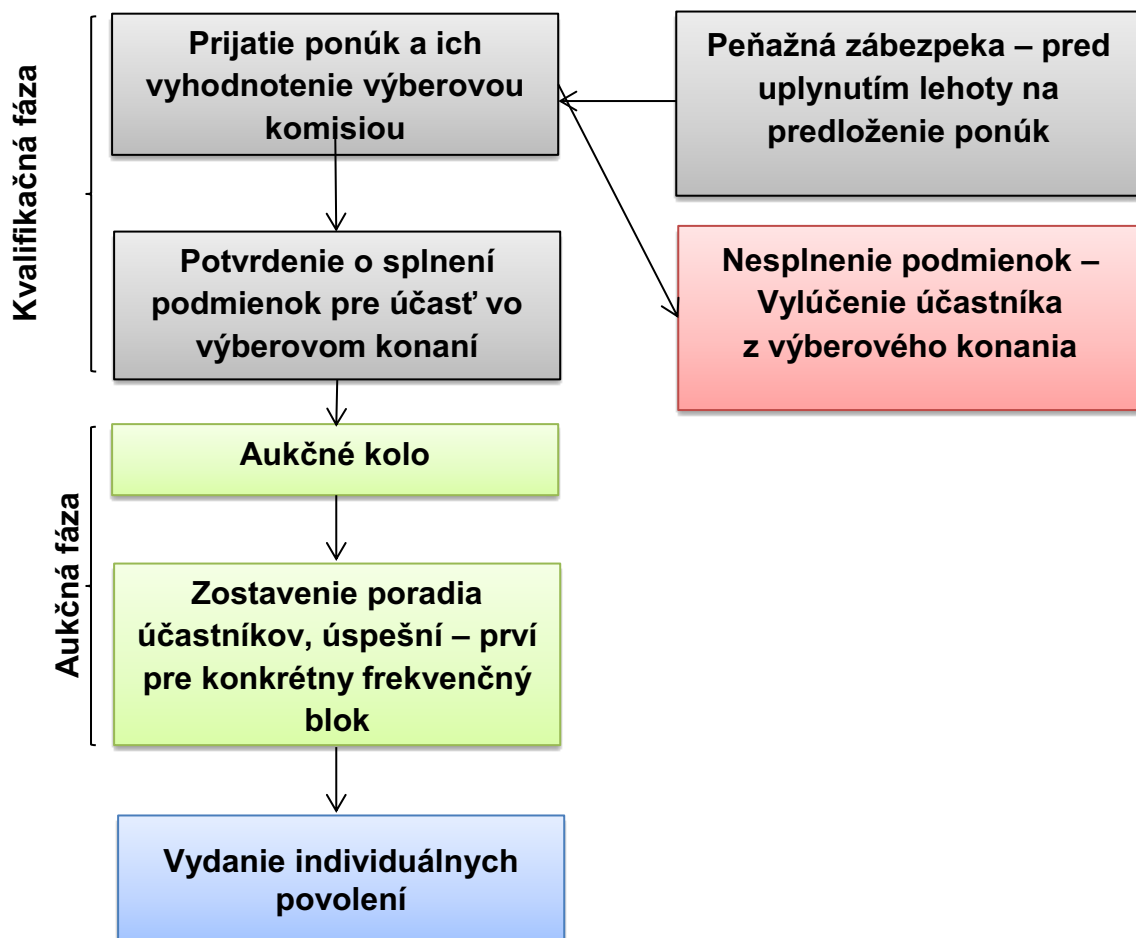 Kvalifikačná fáza
Prijatie ponúk a ich
vyhodnotenie výberovou
komisiou
Peňažná zábezpeka – pred
uplynutím lehoty na
predloženie ponúk
Potvrdenie o splnení
podmienok pre účasť vo
výberovom konaní
Nesplnenie podmienok –
Vylúčenie účastníka
z výberového konania
Aukčná fáza
Aukčné kolo
Zostavenie poradia
účastníkov, úspešní – prví
pre konkrétny frekvenčný
blok
Vydanie individuálnych
povolení